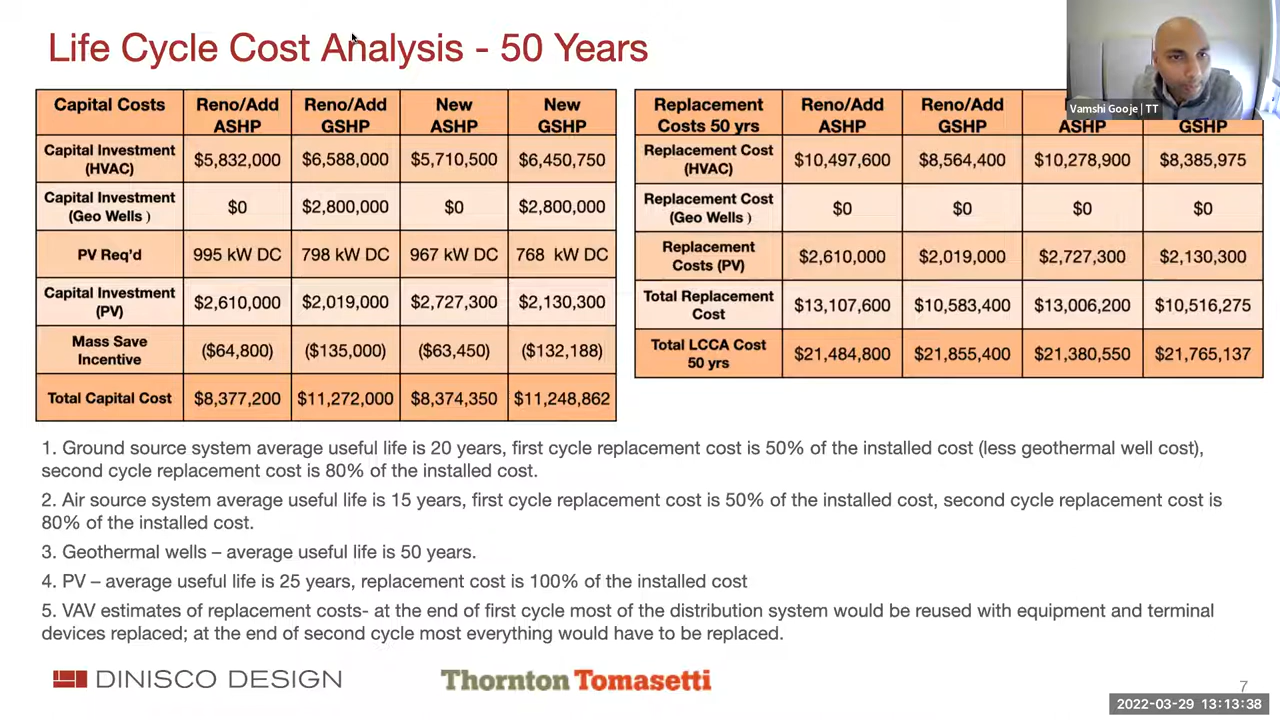 Life Cycle Cost Analysis - 50 Years
Vamshi Gooje | TT
Capital Costs Reno/Add ASHP Reno/Add GSHP New ASHP New GSHP
Capital Investment (HVAC) $5,832,000 $6,588,000 $5,710,500 $6,450,750
Capital Investment (Geo Wells ) $0 $2,800,000 $0 $2,800,000
PV Req'd 995 kW DC 798 kW DC 967 kW DC 768 kW DC
Capital Investment (PV) $2,610,000 $2,019,000 $2,727,300 $2,130,300
Mass Save Incentive ($64,800) ($135,000) ($63,450) ($132,188)
Total Capital Cost $8,377,200 $11,272,000 $8,374,350 $11,248,862
Replacement Costs 50 yrs Reno/Add ASHP Reno/Add GSHP ASHP GSHP
Replacement Cost (HVAC) $10,497,600 $8,564,400 $10,278,900 $8,385,975
Replacement Cost (Geo Wells ) $0 $0 $0 $0
Replacement Costs (PV) $2,610,000 $2,019,000 $2,727,300 $2,130,300
Total Replacement Cost $13,107,600 $10,583,400 $13,006,200 $10,516,275
Total LCCA Cost 50 yrs $21,484,800 $21,855,400 $21,380,550 $21,765,137
1. Ground source system average useful life is 20 years, first cycle replacement cost is 50% of the installed cost (less geothermal well cost),
second cycle replacement cost is 80% of the installed cost.
2. Air source system average useful life is 15 years, first cycle replacement cost is 50% of the installed cost, second cycle replacement cost is
80% of the installed cost.
3. Geothermal wells – average useful life is 50 years.
4. PV – average useful life is 25 years, replacement cost is 100% of the installed cost
5. VAV estimates of replacement costs- at the end of first cycle most of the distribution system would be reused with equipment and terminal
devices replaced; at the end of second cycle most everything would have to be replaced.
DINISCO DESIGN
Thornton Tomasetti
7
2022-03-29 13:13:38